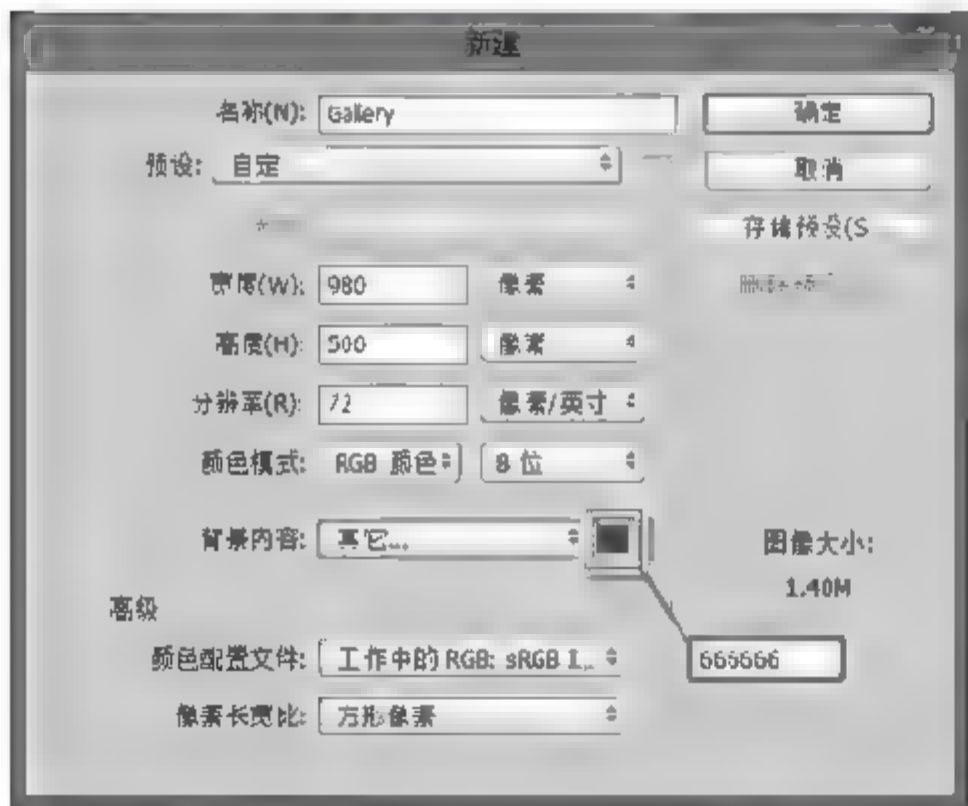 新建
名称(N): Gallery
确定
预设: 自定
取消
存储预设(S
宽度(W): 980 像素
高度(H): 500 像素
分辨率(R): 72 像素/英寸
颜色模式: RGB 颜色 8 位
背景内容: 其它...
图像大小:
1.40M
高级
颜色配置文件: 工作中的 RGB: sRGB I...
666666
像素长宽比: 方形像素